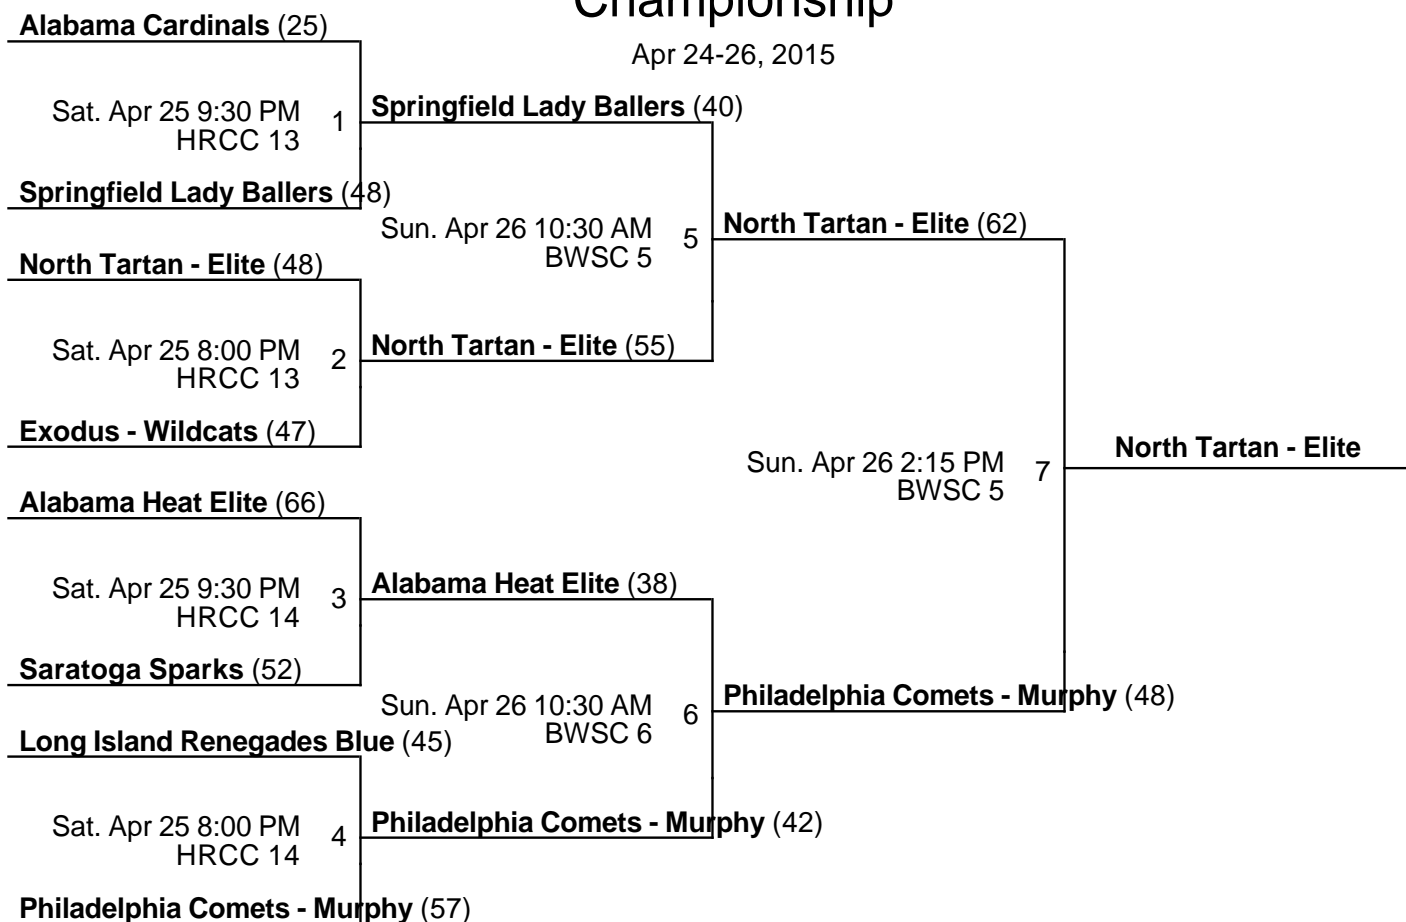 Championship
Apr 24-26, 2015
Alabama Cardinals (25)
Sat. Apr 25 9:30 PM
HRCC 13
1
Springfield Lady Ballers (48)
Springfield Lady Ballers (40)
North Tartan - Elite (48)
Sat. Apr 25 8:00 PM
HRCC 13
2
Exodus - Wildcats (47)
North Tartan - Elite (55)
Sun. Apr 26 10:30 AM
BWSC 5
5
North Tartan - Elite (62)
Alabama Heat Elite (66)
Sat. Apr 25 9:30 PM
HRCC 14
3
Saratoga Sparks (52)
Alabama Heat Elite (38)
Long Island Renegades Blue (45)
Sat. Apr 25 8:00 PM
HRCC 14
4
Philadelphia Comets - Murphy (57)
Philadelphia Comets - Murphy (42)
Sun. Apr 26 10:30 AM
BWSC 6
6
Philadelphia Comets - Murphy (48)
Sun. Apr 26 2:15 PM
BWSC 5
7
North Tartan - Elite